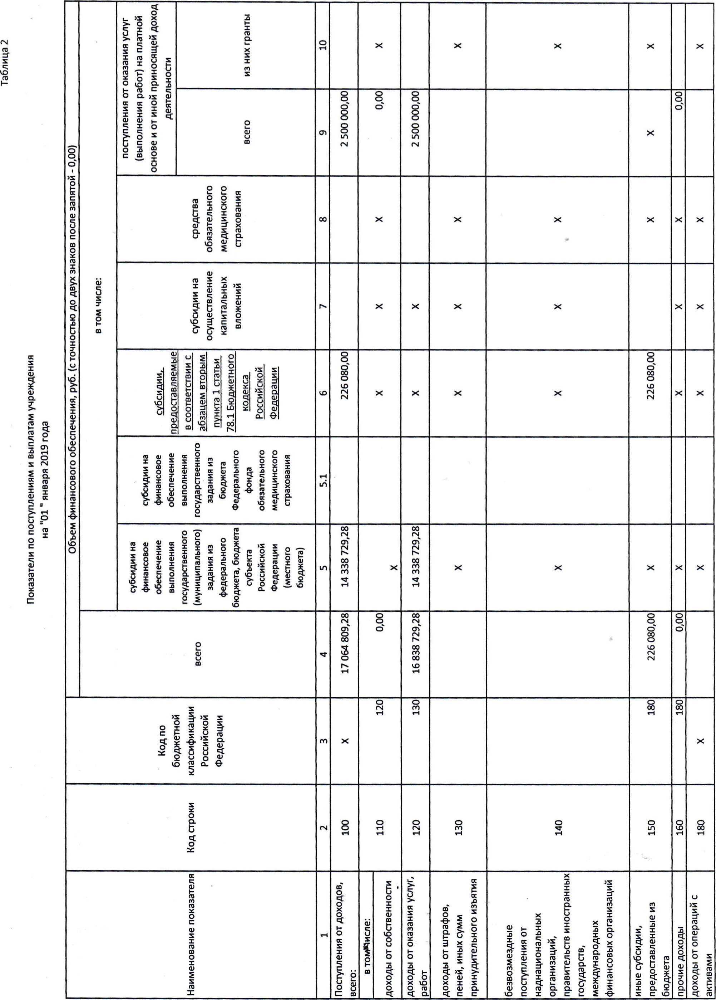 Таблица 2
Показатели по поступлениям и выплатам учреждения
на "01 " января 2019 года
Наименование показателя
Код строки
Код по
бюджетной
классификации
Российской
Федерации
Объем финансового обеспечения, руб. (с точностью до двух знаков после запятой - 0,00)
всего
в том числе:
субсидии на
финансовое
обеспечение
выполнения
государственного
(муниципального)
задания из
федерального
бюджета, бюджета
субъекта
Российской
Федерации
(местного
бюджета)
субсидии на
финансовое
обеспечение
выполнения
государственного
задания из
бюджета
Федерального
фонда
обязательного
медицинского
страхования
субсидии,
предоставляемые
в соответствии с
абзацем вторым
пункта 1 статьи
78.1 Бюджетного
кодекса
Российской
Федерации
субсидии на
осуществление
капитальных
вложений
средства
обязательного
медицинского
страхования
поступления от оказания услуг
(выполнения работ) на платной
основе и от иной приносящей доход
деятельности
всего
из них гранты
1 2 3 4 5 5.1 6 7 8 9 10
Поступления от доходов,
всего:
100 X 17 064 809,28 14 338 729,28 226 080,00 2 500 000,00
в том числе:
доходы от собственности
110 120 0,00 X X X X 0,00 X
доходы от оказания услуг,
работ
120 130 16 838 729,28 14 338 729,28 X X 2 500 000,00
доходы от штрафов,
пеней, иных сумм
принудительного изъятия
130 X X X X X
безвозмездные
поступления от
наднациональных
организаций,
правительств иностранных
государств,
международных
финансовых организаций
140 X X X X X
иные субсидии,
предоставленные из
бюджета
150 180 226 080,00 X 226 080,00 X X X
прочие доходы
160 180 0,00 X X X X 0,00
доходы от операций с
активами
180 X X X X X X